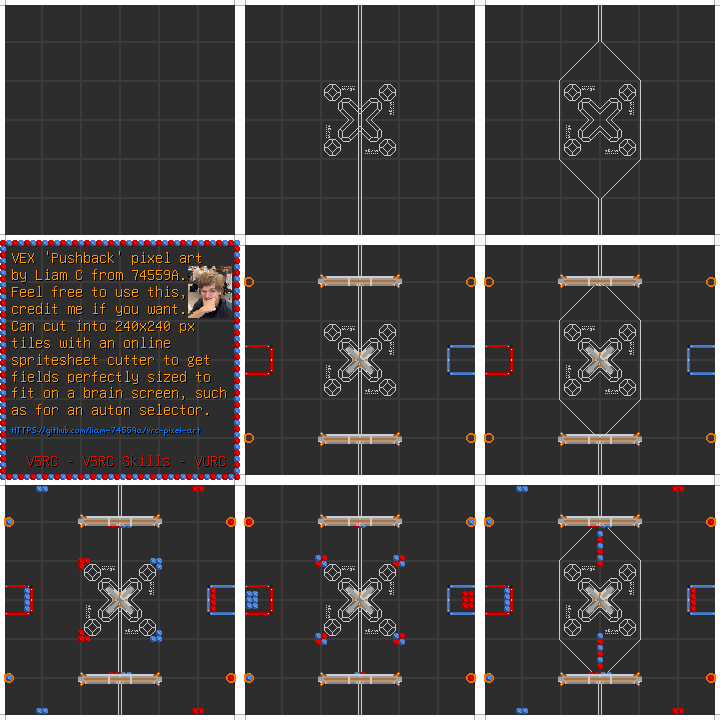 VEX 'Pushback' pixel art
by Liam C from 74559A.
Feel free to use this,
credit me if you want.
Can cut into 240x240 px
tiles with an online
spritesheet cutter to get
fields perfectly sized to
fit on a brain screen, such
as for an auton selector.
HTTPS://github.com/liam-74559a/vrc-pixel-art
V5RC - V5RC Skills - VURC